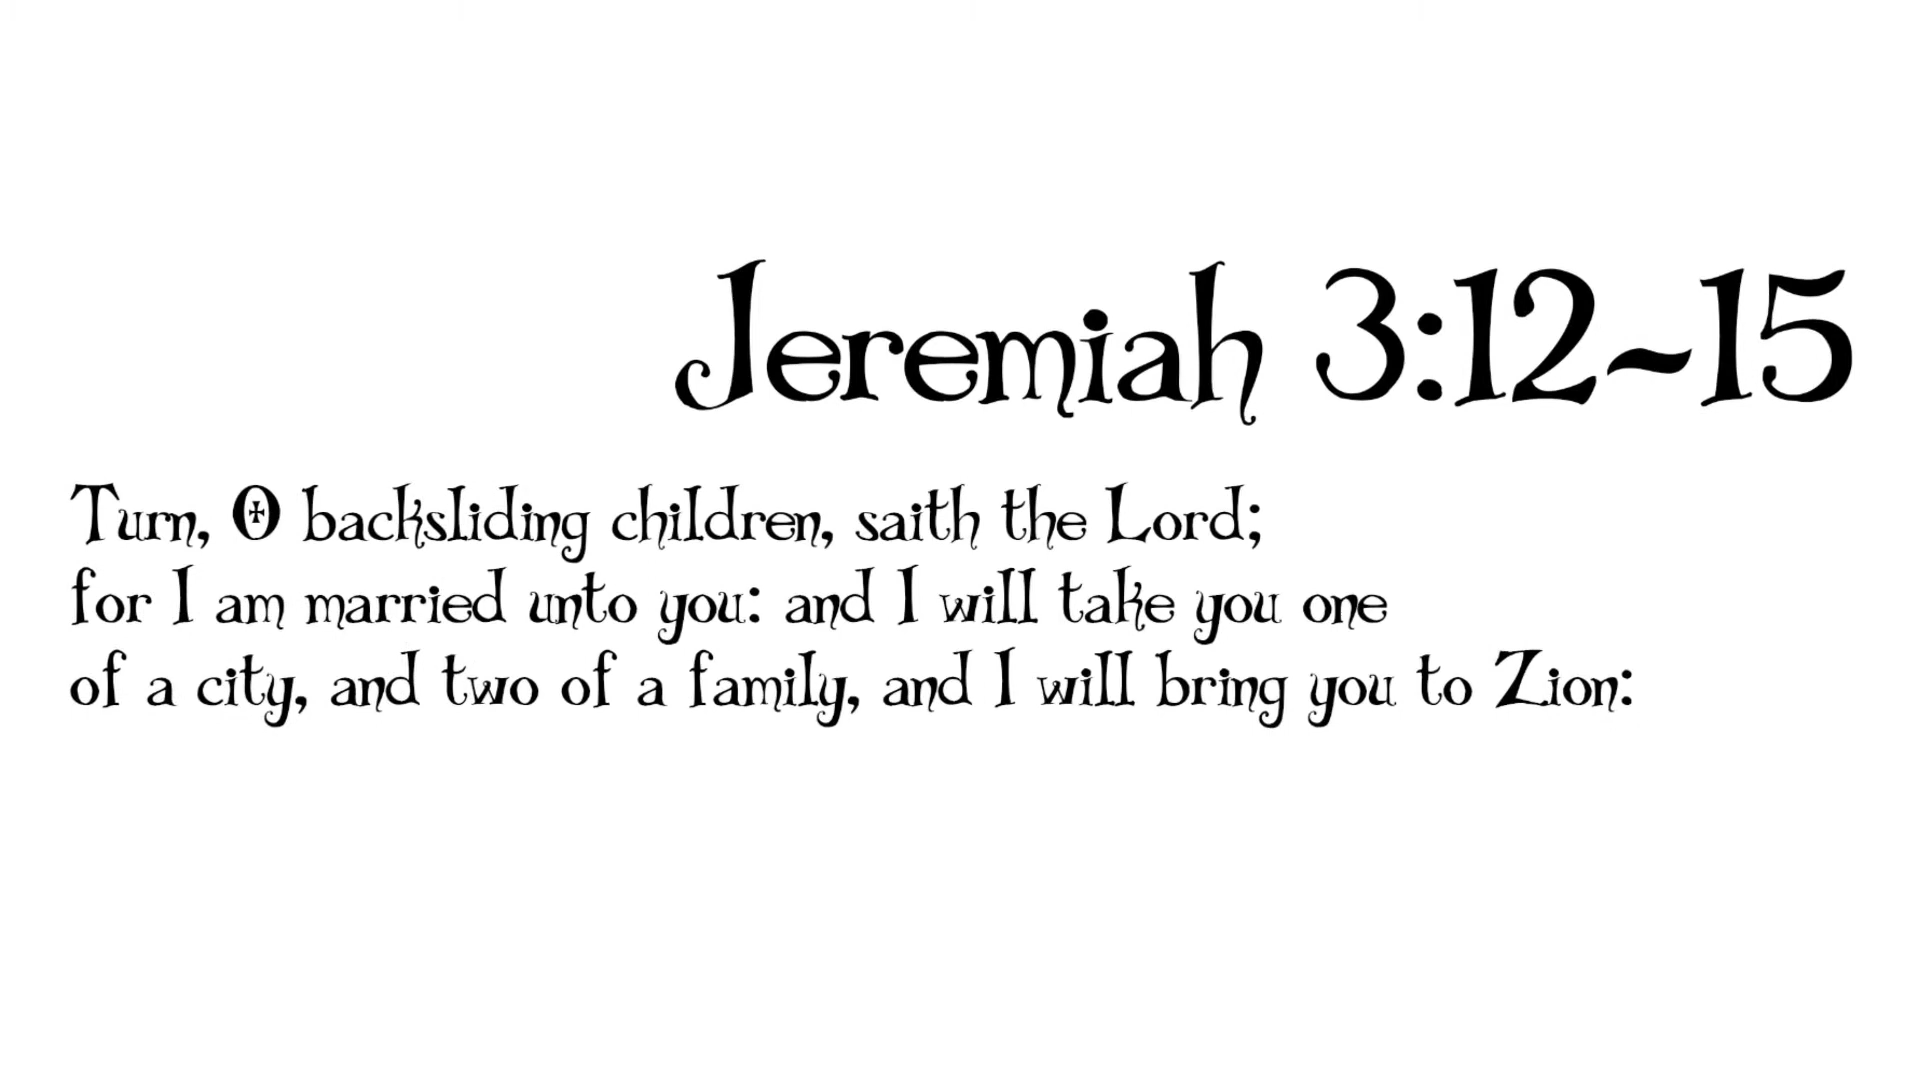 Jeremiah 3:12~15
Turn, O backsliding children, saith the Lord;
for I am married unto you: and I will take you one
of a city, and two of a family, and I will bring you to Zion: